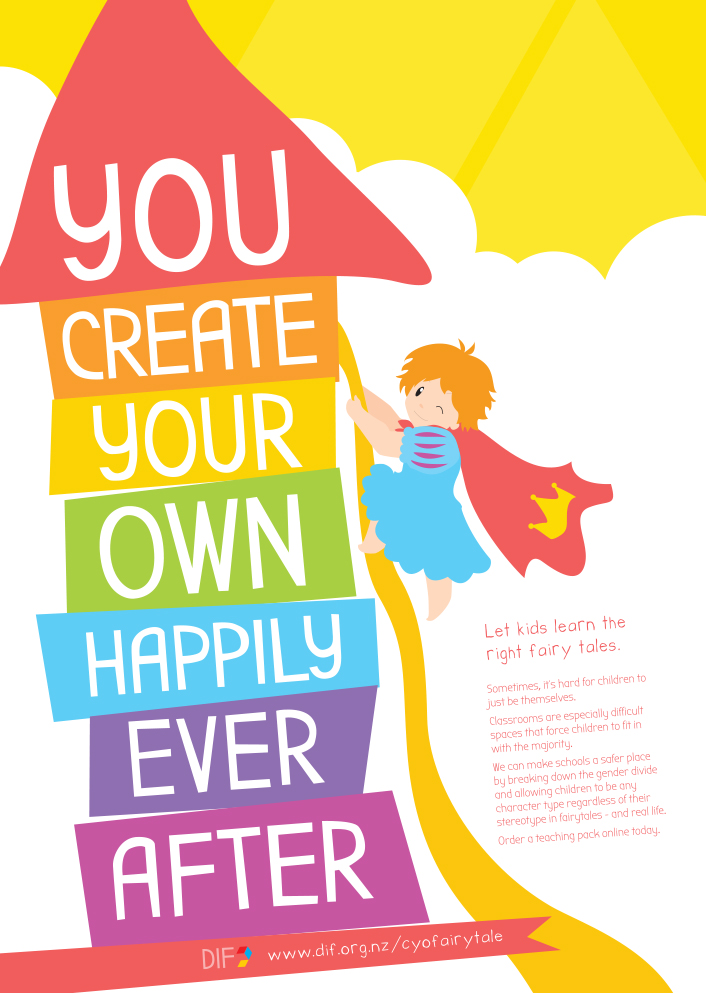 YOU
CREATE
YOUR
OWN
HAPPILY
EVER
AFTER
Let kids learn the
right fairy tales.
Sometimes, it's hard for children to
just be themselves.
Classrooms are especially difficult
spaces that force children to fit in
with the majority.
We can make schools a safer place
by breaking down the gender divide
and allowing children to be any
character type regardless of their
stereotype in fairytales - and real life.
Order a teaching pack online today.
DIF www.dif.org.nz/cyofairytale